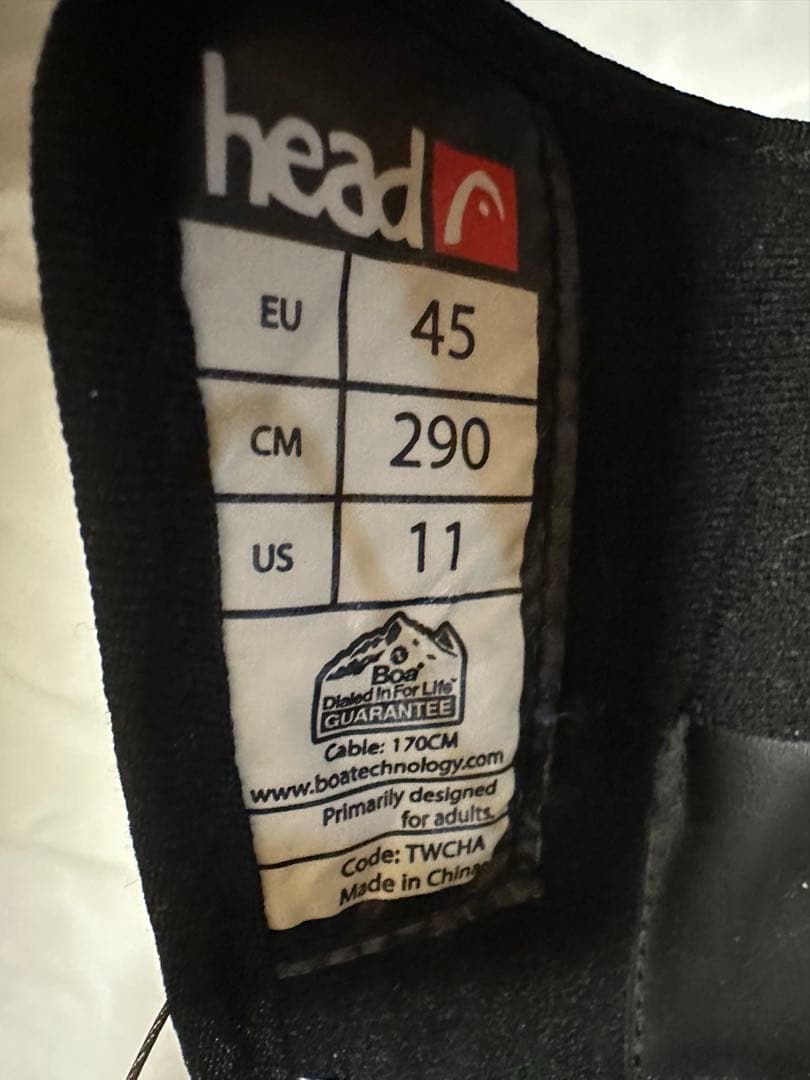 head
EU 45
CM 290
US 11
Boa
Dialed In For Life™
GUARANTEE
Cable: 170CM
www.boatechnology.com
Primarily designed
for adults.
Code: TWCHA
Made in China